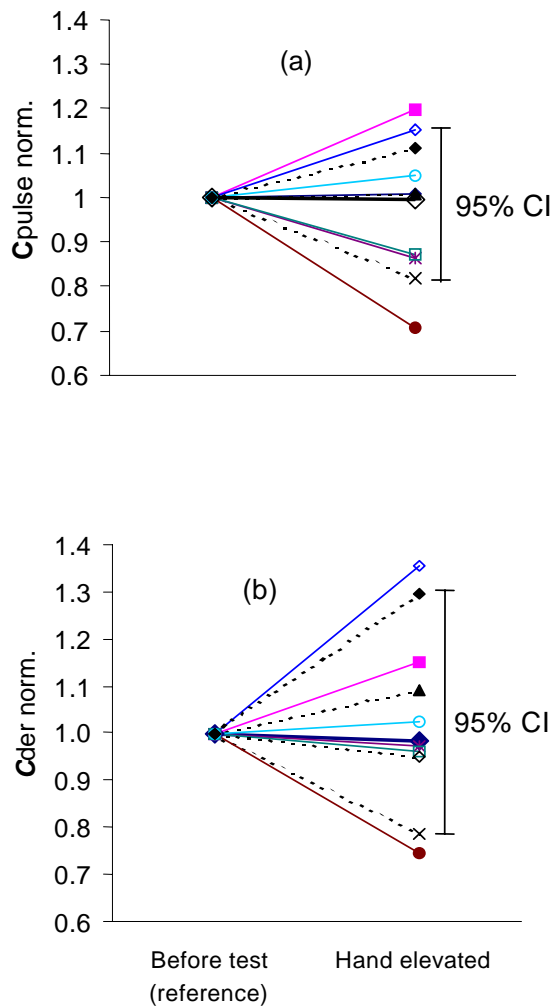 1.4
(a)
1.3
1.2
1.1
1
95% CI
0.9
0.8
0.7
0.6
Cpulse norm.
1.4
(b)
1.3
1.2
1.1
1.0
95% CI
0.9
0.8
0.7
0.6
Cder norm.
Before test
(reference)
Hand elevated